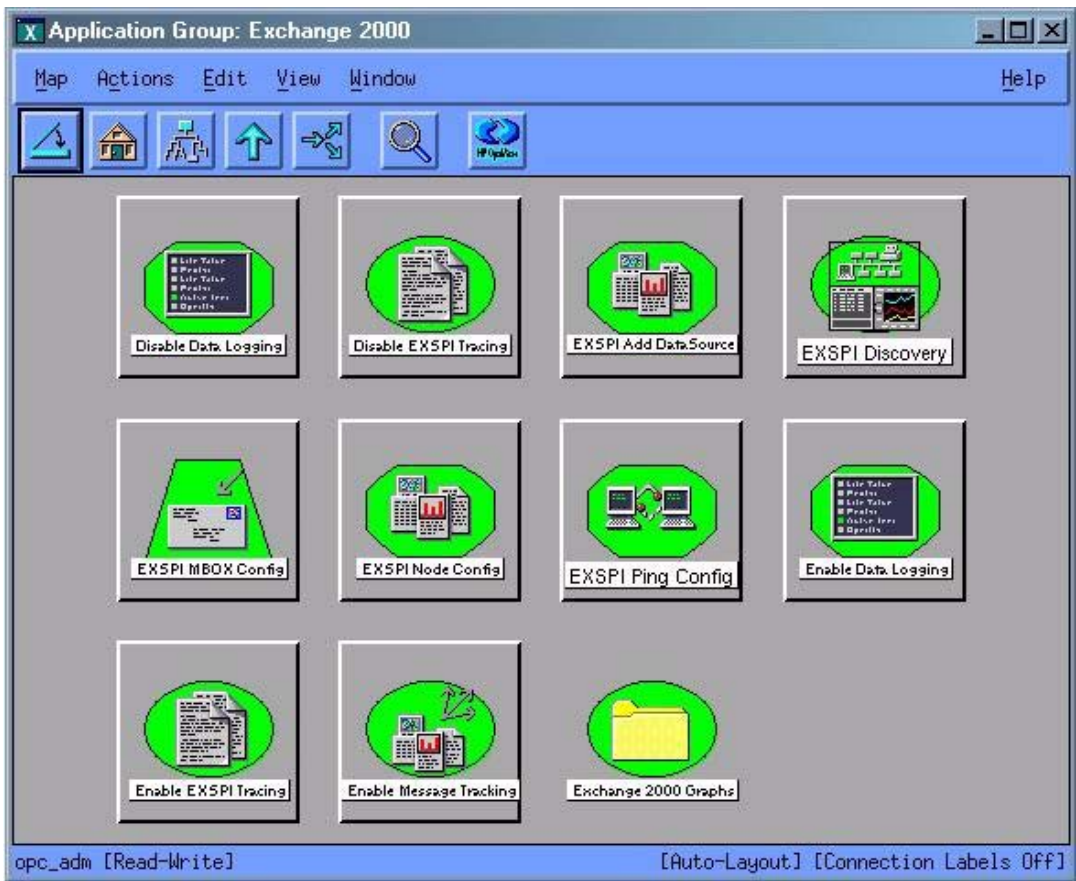 X Application Group: Exchange 2000
Map Actions Edit View Window Help
HP OpenView
Disable Data Logging
Disable EXSPI Tracing
EXSPI Add DataSource
EXSPI Discovery
EXSPI MBOX Config
EXSPI Node Config
EXSPI Ping Config
Enable Data Logging
Enable EXSPI Tracing
Enable Message Tracking
Exchange 2000 Graphs
opc_adm [Read-Write] [Auto-Layout] [Connection Labels Off]